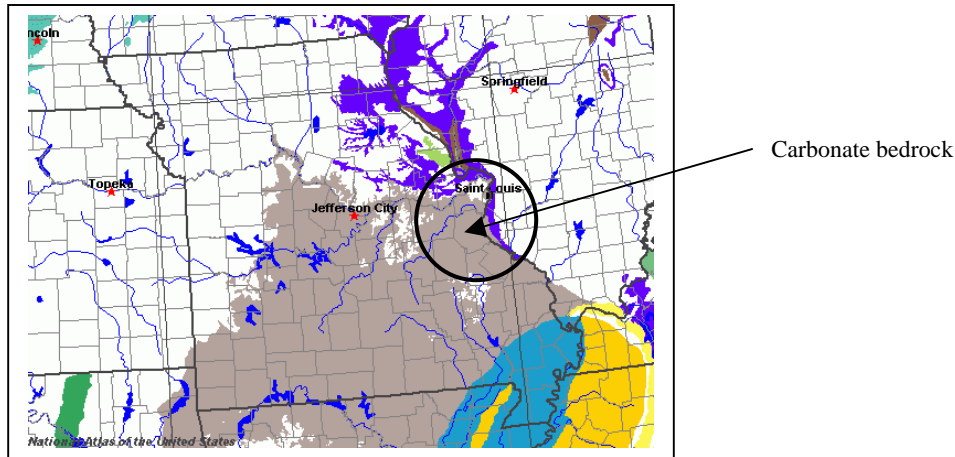 ncoln
Springfield
Topeka
Saint Louis
Jefferson City
Carbonate bedrock
National Atlas of the United States